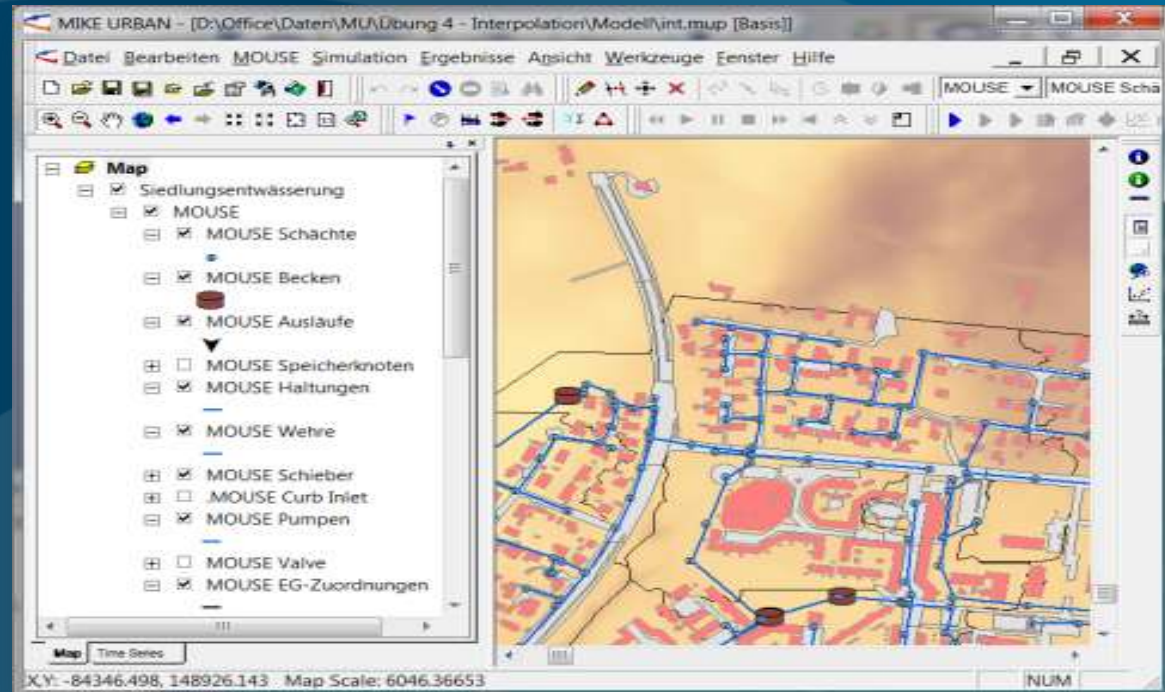 MIKE URBAN - [D:\Office\Daten\MU\Übung 4 - Interpolation\Modell\int.mup [Basis]]
Datei Bearbeiten MOUSE Simulation Ergebnisse Ansicht Werkzeuge Fenster Hilfe
MOUSE MOUSE Schä
Map
Siedlungsentwässerung
MOUSE
MOUSE Schächte
MOUSE Becken
MOUSE Ausläufe
MOUSE Speicherknoten
MOUSE Haltungen
MOUSE Wehre
MOUSE Schieber
.MOUSE Curb Inlet
MOUSE Pumpen
MOUSE Valve
MOUSE EG-Zuordnungen
Map Time Series
X,Y: -84346.498, 148926.143 Map Scale: 6046.36653 NUM